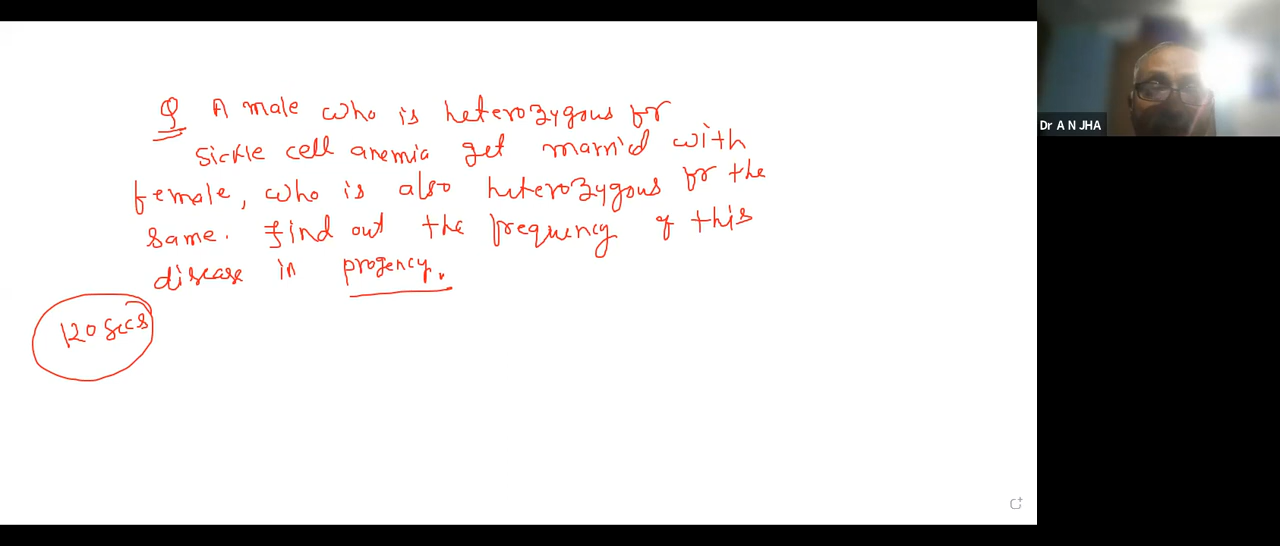 Q A male who is heterozygous for
sickle cell anemia get married with
female, who is also heterozygous for the
same. find out the frequency of this
disease in progency.
120 secs
Dr A N JHA